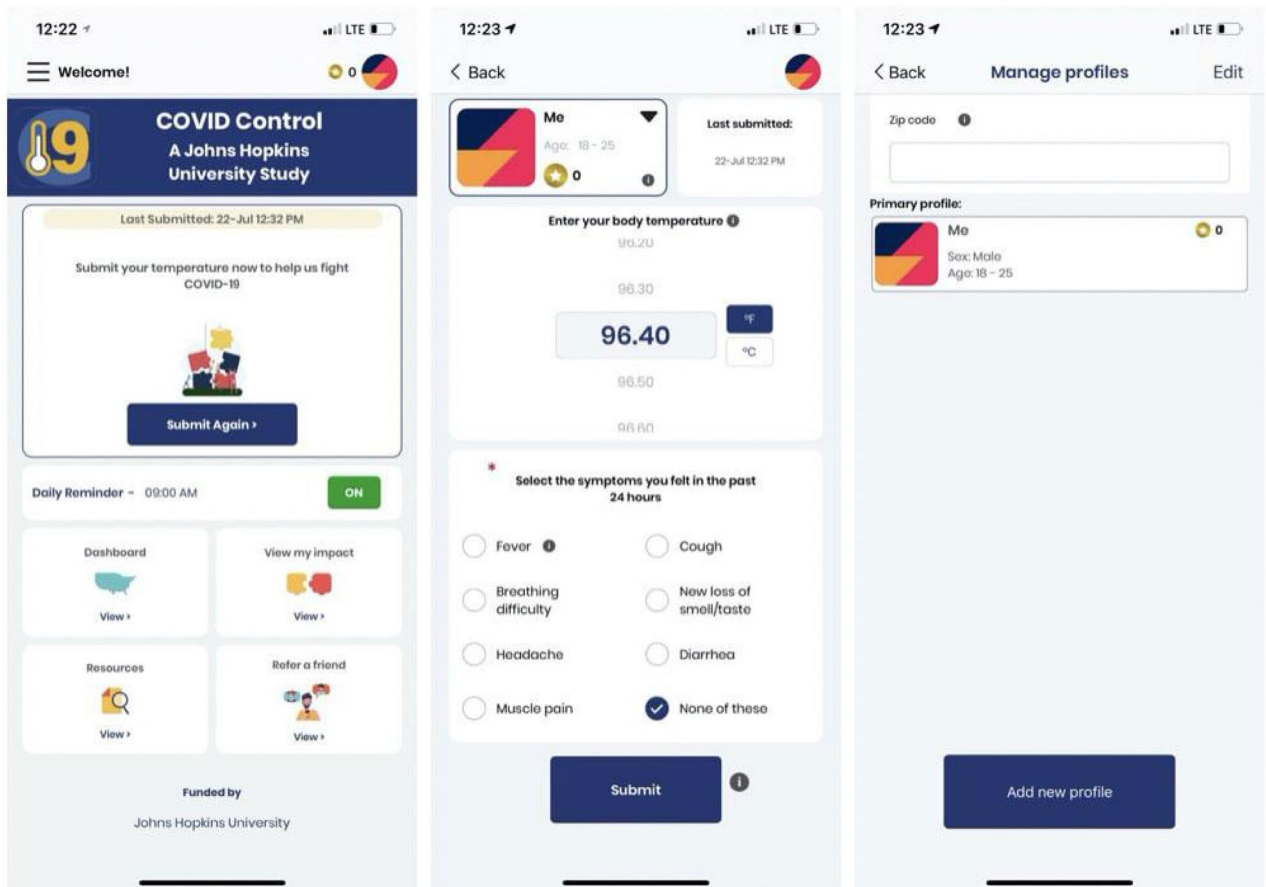 12:22
LTE
Welcome!
0
19
COVID Control
A Johns Hopkins
University Study
Last Submitted: 22-Jul 12:32 PM
Submit your temperature now to help us fight
COVID-19
Submit Again >
Daily Reminder - 09:00 AM
ON
Dashboard
View >
View my impact
View >
Resources
View >
Refer a friend
View >
Funded by
Johns Hopkins University
12:23
LTE
< Back
Me
Age: 18 - 25
0
Last submitted:
22-Jul 12:32 PM
Enter your body temperature
96.20
96.30
96.40
°F
°C
96.50
96.60
*
Select the symptoms you felt in the past
24 hours
Fever
Cough
Breathing
difficulty
New loss of
smell/taste
Headache
Diarrhea
Muscle pain
None of these
Submit
12:23
LTE
< Back
Manage profiles
Edit
Zip code
Primary profile:
Me
0
Sex: Male
Age: 18 - 25
Add new profile